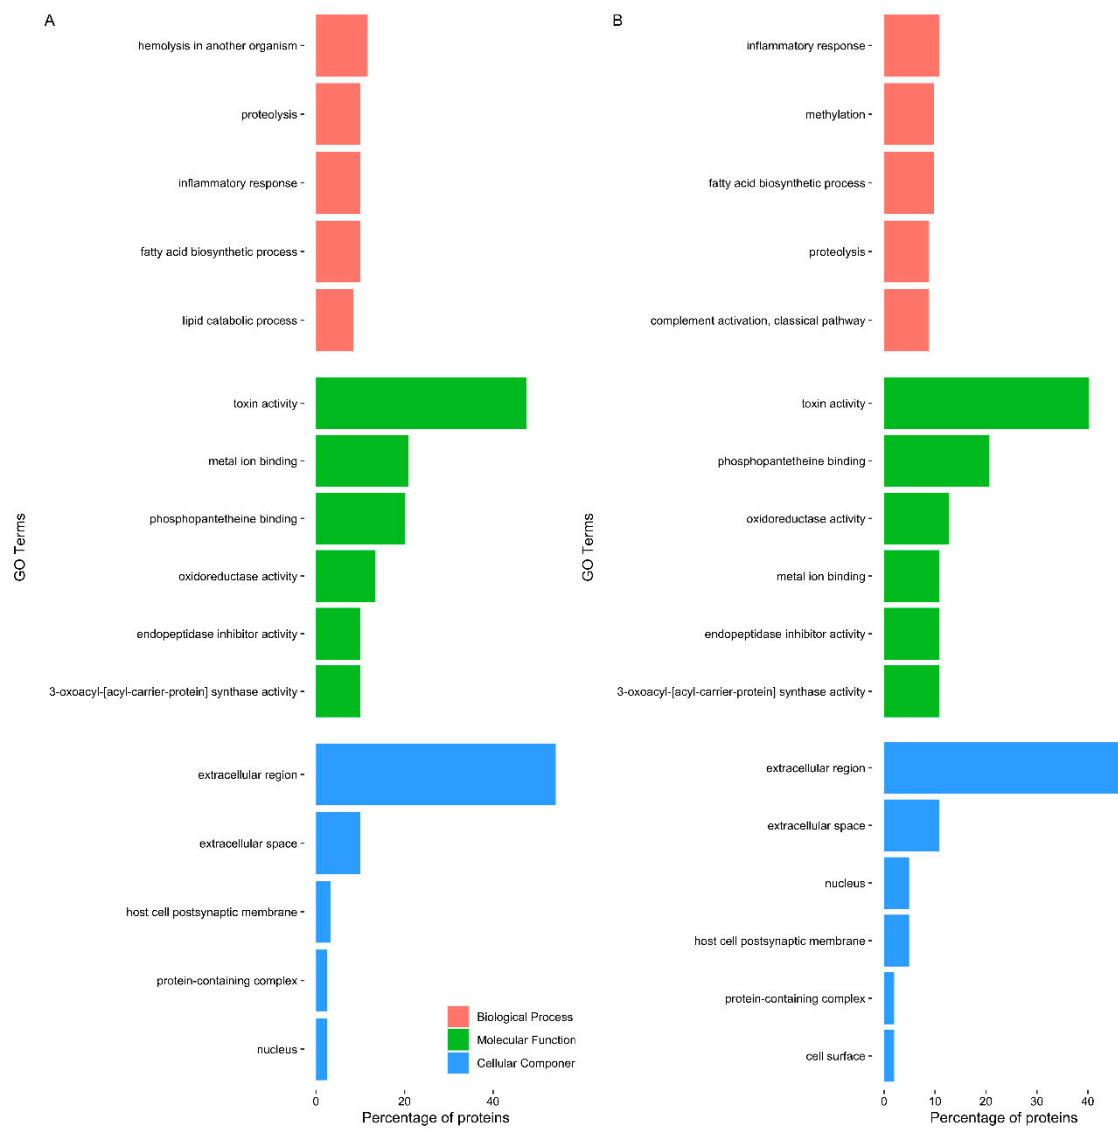 A
hemolysis in another organism
proteolysis
inflammatory response
fatty acid biosynthetic process
lipid catabolic process
toxin activity
metal ion binding
phosphopantetheine binding
oxidoreductase activity
endopeptidase inhibitor activity
3-oxoacyl-[acyl-carrier-protein] synthase activity
extracellular region
extracellular space
host cell postsynaptic membrane
protein-containing complex
nucleus
GO Terms
0 20 40
Percentage of proteins
Biological Process
Molecular Function
Cellular Componer
B
inflammatory response
methylation
fatty acid biosynthetic process
proteolysis
complement activation, classical pathway
toxin activity
phosphopantetheine binding
oxidoreductase activity
metal ion binding
endopeptidase inhibitor activity
3-oxoacyl-[acyl-carrier-protein] synthase activity
extracellular region
extracellular space
nucleus
host cell postsynaptic membrane
protein-containing complex
cell surface
GO Terms
0 10 20 30 40
Percentage of proteins